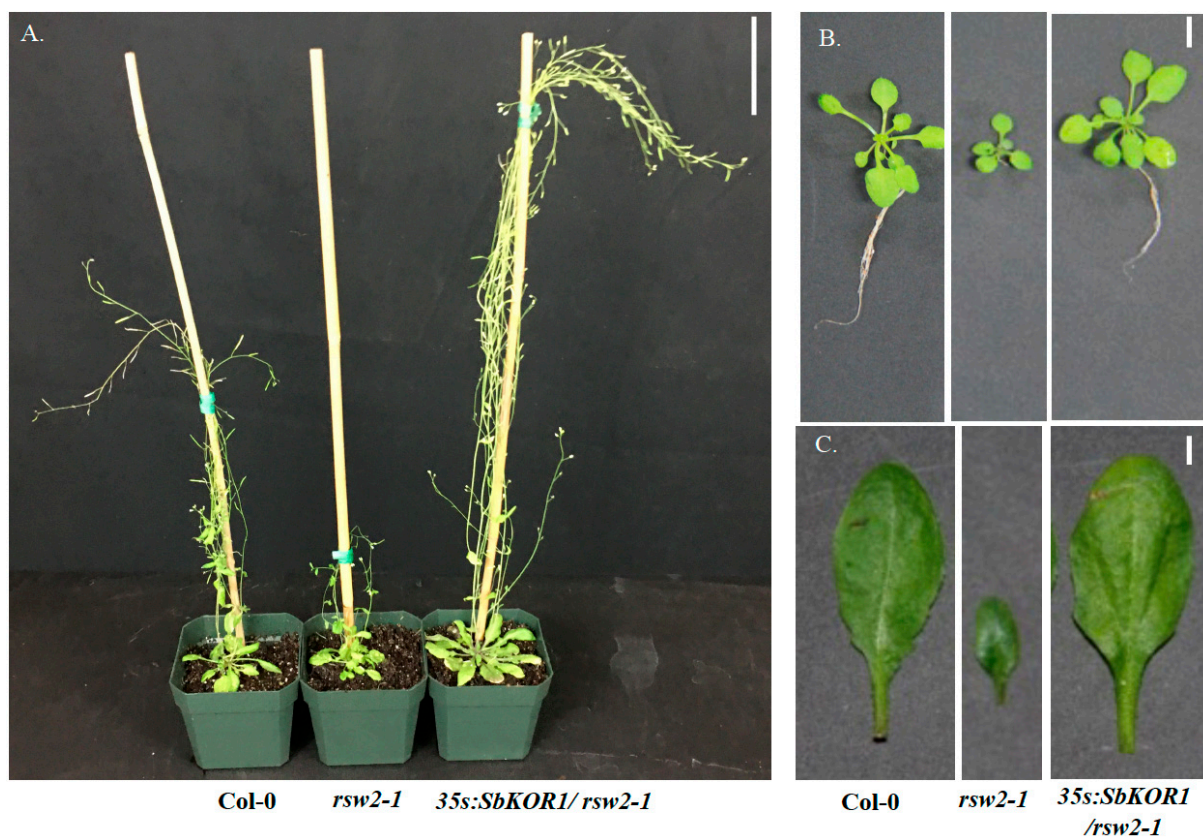 A.
B.
C.
Col-0 rsw2-1 35s:SbKOR1/ rsw2-1
Col-0 rsw2-1 35s:SbKOR1
/rsw2-1